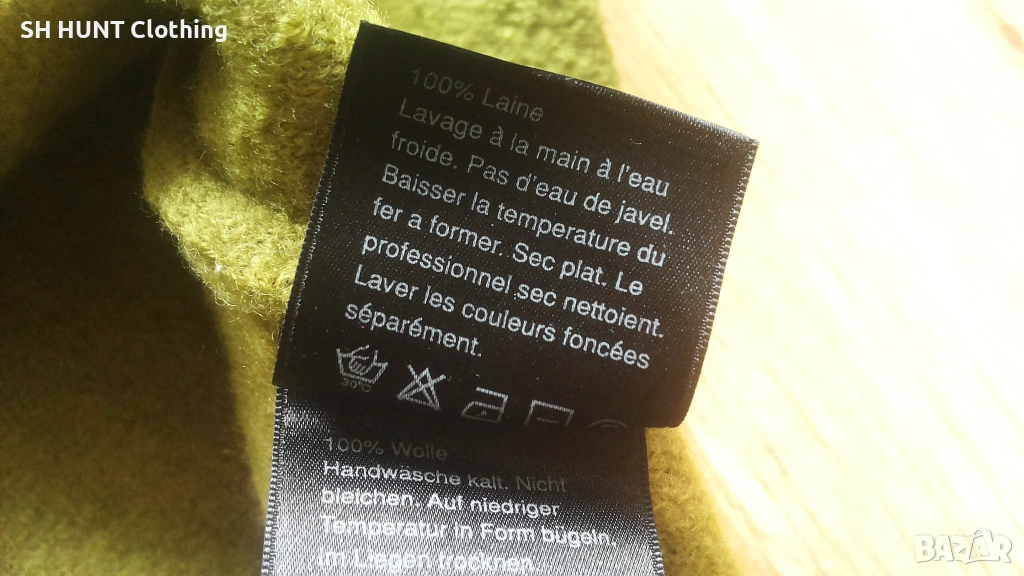 SH HUNT Clothing
100% Laine
Lavage à la main à l'eau
froide. Pas d'eau de javel.
Baisser la temperature du
fer a former. Sec plat. Le
professionnel sec nettoient.
Laver les couleurs foncées
séparément.
30°C
100% Wolle
Handwäsche kalt. Nicht
bleichen. Auf niedriger
Temperatur in Form bügeln,
im Liegen trocknen.
BAZAR